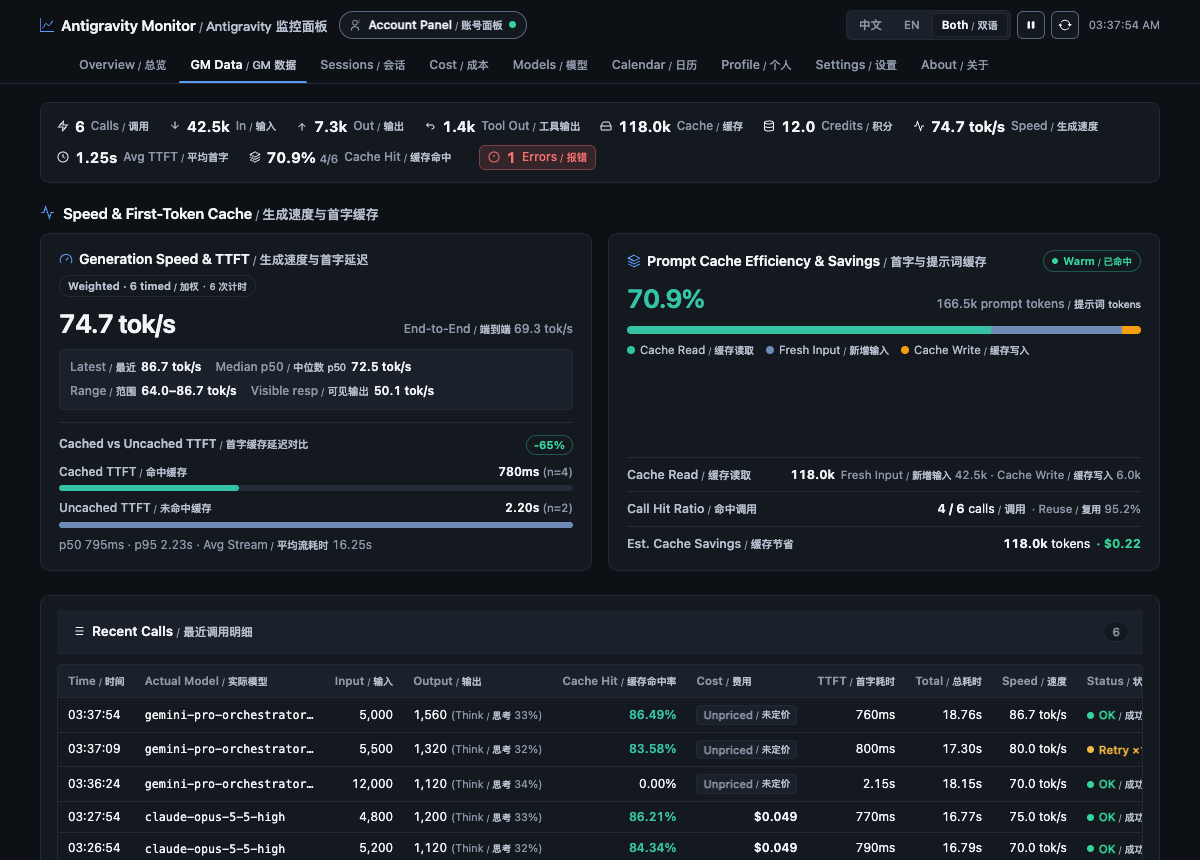 Antigravity Monitor / Antigravity 监控面板 Account Panel / 账号面板 中文 EN Both / 双语 03:37:54 AM
Overview / 总览 GM Data / GM 数据 Sessions / 会话 Cost / 成本 Models / 模型 Calendar / 日历 Profile / 个人 Settings / 设置 About / 关于
6 Calls / 调用 42.5k In / 输入 7.3k Out / 输出 1.4k Tool Out / 工具输出 118.0k Cache / 缓存 12.0 Credits / 积分 74.7 tok/s Speed / 生成速度
1.25s Avg TTFT / 平均首字 70.9% 4/6 Cache Hit / 缓存命中 1 Errors / 报错
Speed & First-Token Cache / 生成速度与首字缓存
Generation Speed & TTFT / 生成速度与首字延迟
Weighted · 6 timed / 加权 · 6 次计时
74.7 tok/s End-to-End / 端到端 69.3 tok/s
Latest / 最近 86.7 tok/s Median p50 / 中位数 p50 72.5 tok/s
Range / 范围 64.0–86.7 tok/s Visible resp / 可见输出 50.1 tok/s
Cached vs Uncached TTFT / 首字缓存延迟对比 -65%
Cached TTFT / 命中缓存 780ms (n=4)
Uncached TTFT / 未命中缓存 2.20s (n=2)
p50 795ms · p95 2.23s · Avg Stream / 平均流耗时 16.25s
Prompt Cache Efficiency & Savings / 首字与提示词缓存 Warm / 已命中
70.9% 166.5k prompt tokens / 提示词 tokens
Cache Read / 缓存读取 Fresh Input / 新增输入 Cache Write / 缓存写入
Cache Read / 缓存读取 118.0k Fresh Input / 新增输入 42.5k · Cache Write / 缓存写入 6.0k
Call Hit Ratio / 命中调用 4 / 6 calls / 调用 · Reuse / 复用 95.2%
Est. Cache Savings / 缓存节省 118.0k tokens · $0.22
Recent Calls / 最近调用明细 6
Time / 时间 Actual Model / 实际模型 Input / 输入 Output / 输出 Cache Hit / 缓存命中率 Cost / 费用 TTFT / 首字耗时 Total / 总耗时 Speed / 速度 Status / 状
03:37:54 gemini-pro-orchestrator… 5,000 1,560 (Think / 思考 33%) 86.49% Unpriced / 未定价 760ms 18.76s 86.7 tok/s OK / 成功
03:37:09 gemini-pro-orchestrator… 5,500 1,320 (Think / 思考 32%) 83.58% Unpriced / 未定价 800ms 17.30s 80.0 tok/s Retry ×
03:36:24 gemini-pro-orchestrator… 12,000 1,120 (Think / 思考 34%) 0.00% Unpriced / 未定价 2.15s 18.15s 70.0 tok/s OK / 成功
03:27:54 claude-opus-5-5-high 4,800 1,200 (Think / 思考 33%) 86.21% $0.049 770ms 16.77s 75.0 tok/s OK / 成功
03:26:54 claude-opus-5-5-high 5,200 1,120 (Think / 思考 32%) 84.34% $0.049 790ms 16.79s 70.0 tok/s OK / 成功